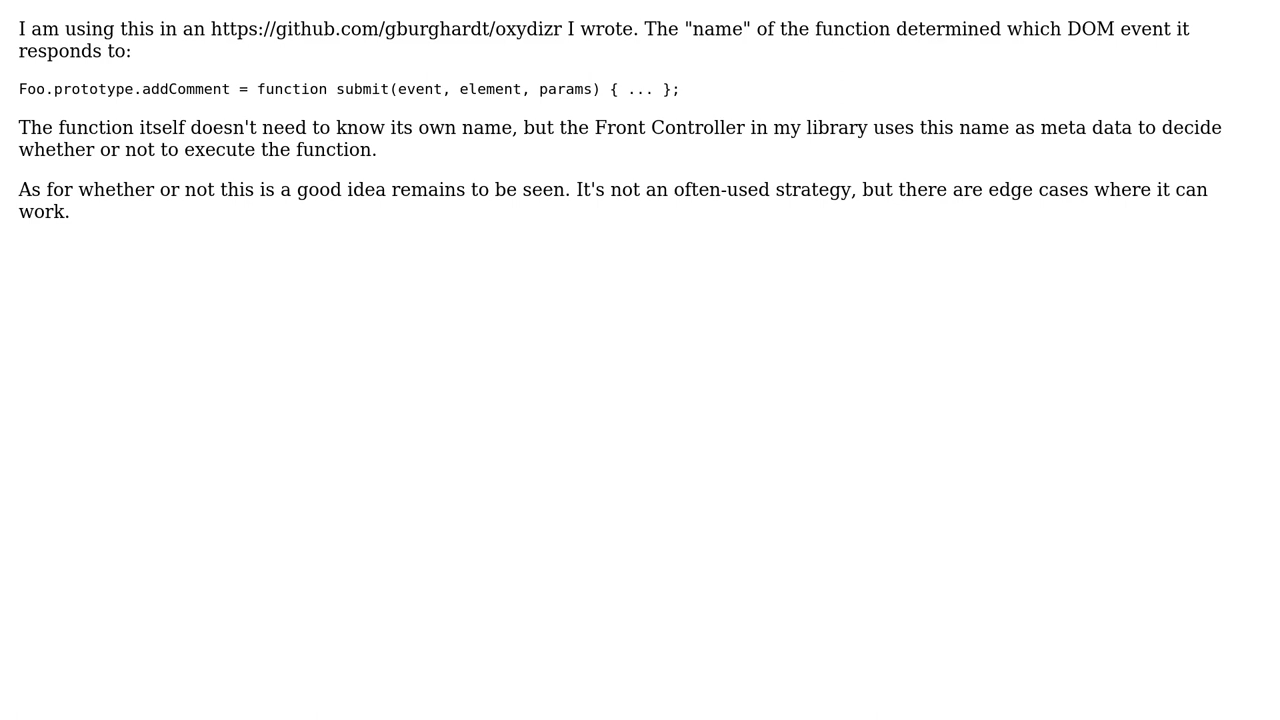 I am using this in an https://github.com/gburghardt/oxydizr I wrote. The "name" of the function determined which DOM event it
responds to:
Foo.prototype.addComment = function submit(event, element, params) { ... };
The function itself doesn't need to know its own name, but the Front Controller in my library uses this name as meta data to decide
whether or not to execute the function.
As for whether or not this is a good idea remains to be seen. It's not an often-used strategy, but there are edge cases where it can
work.